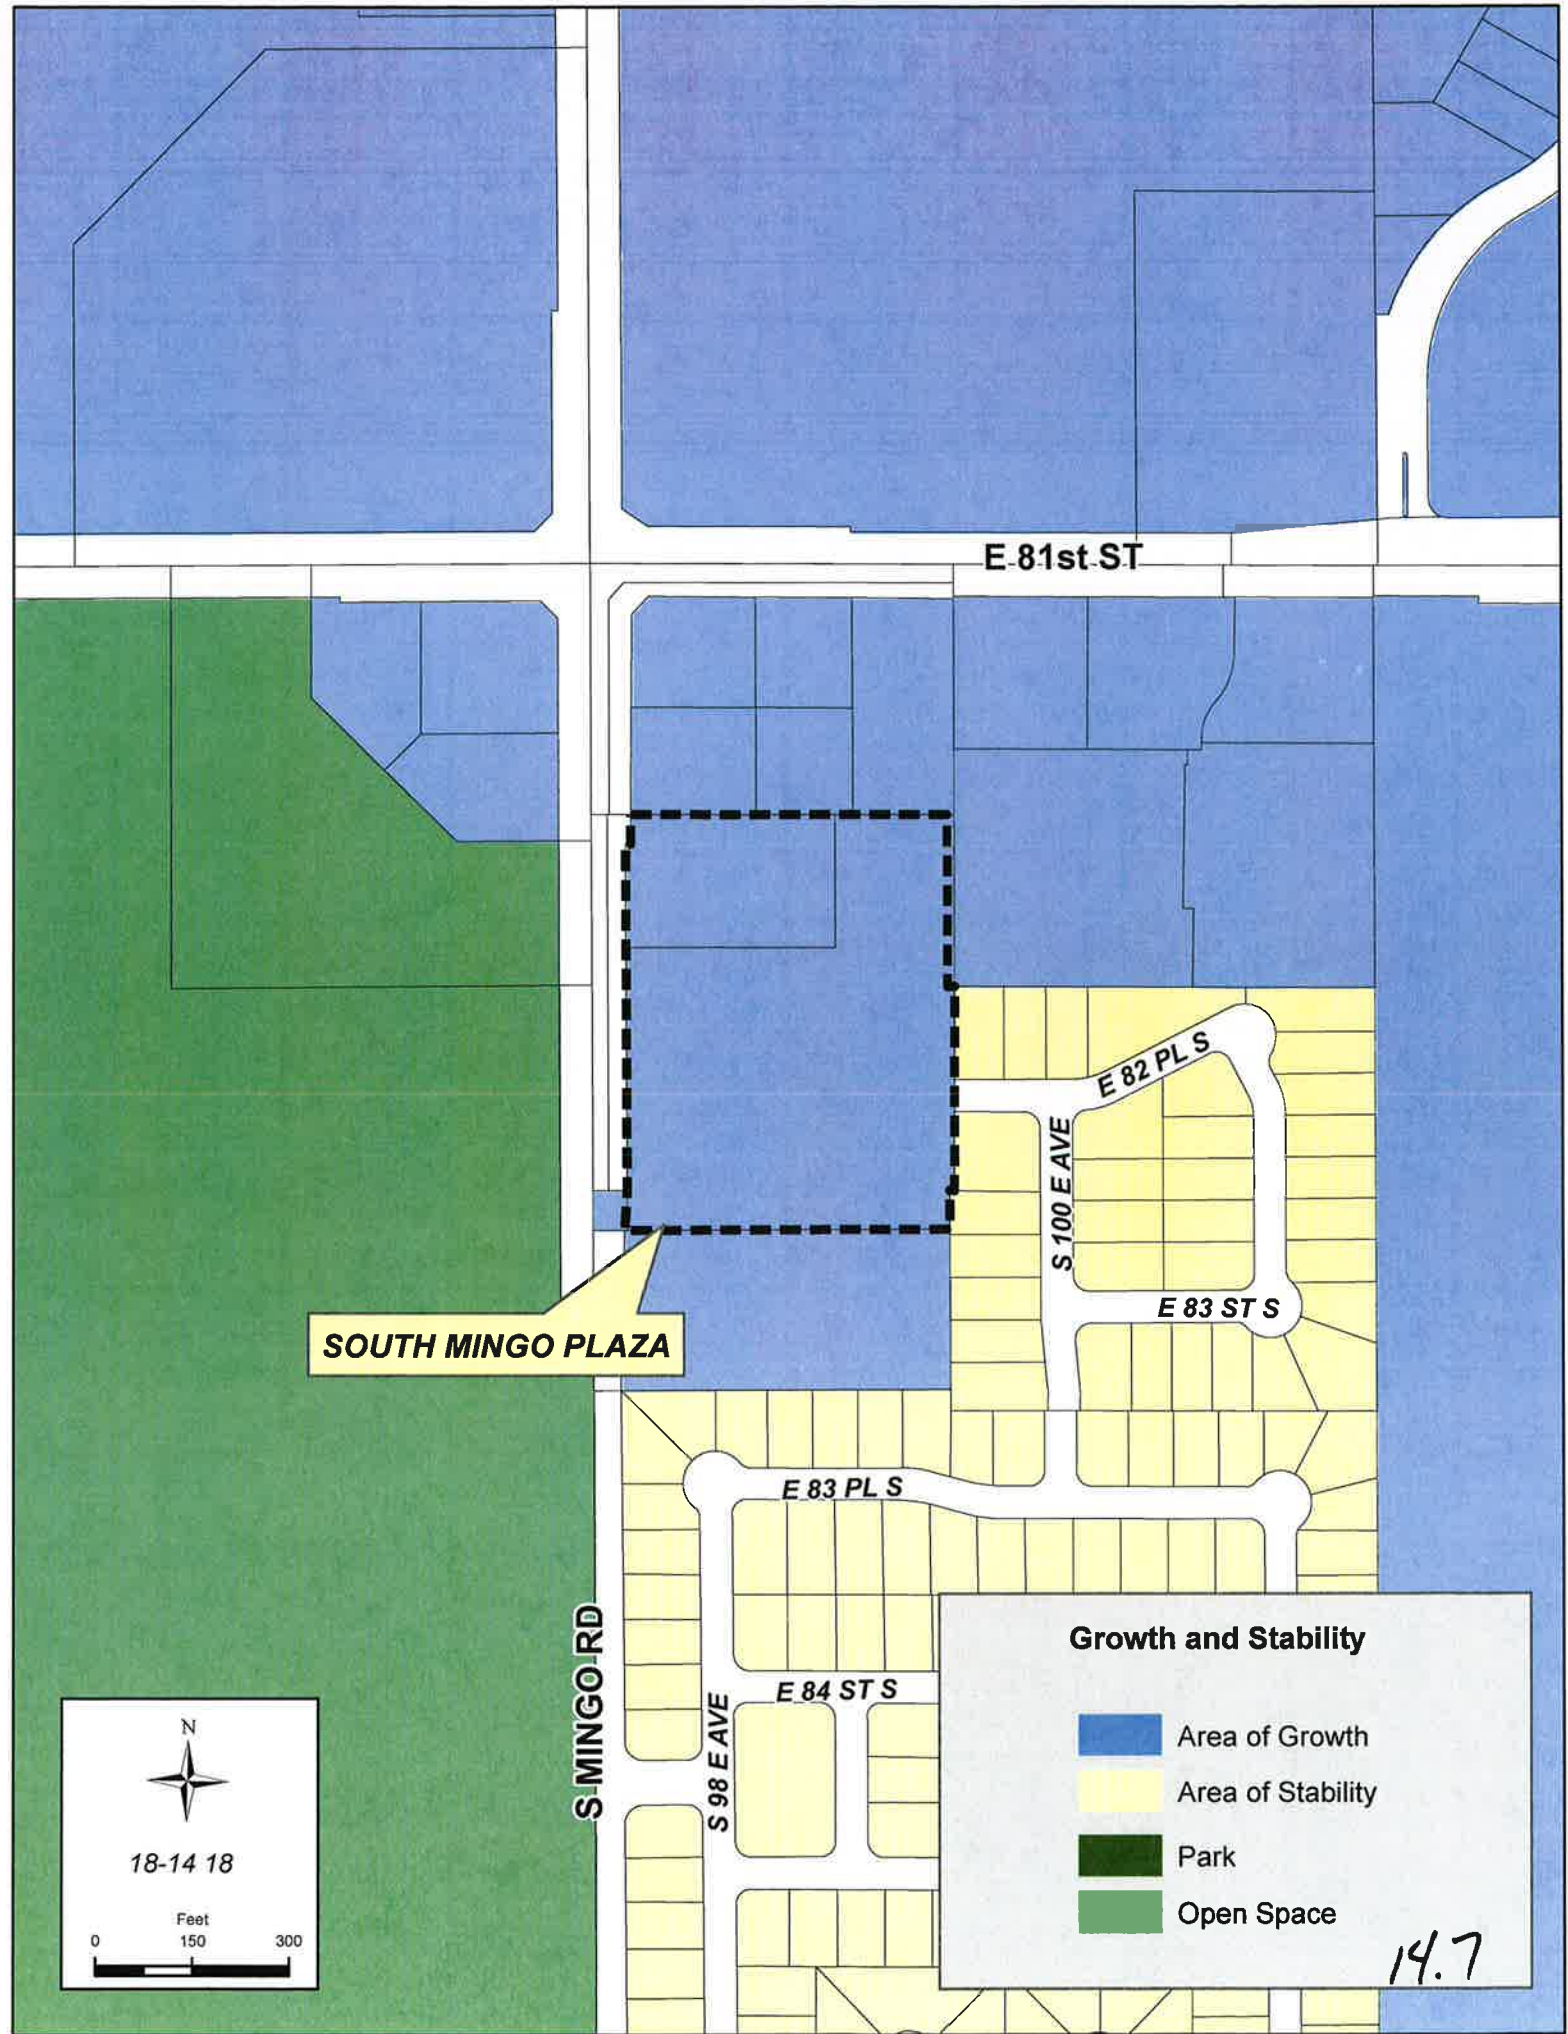 E 81st ST
E 82 PL S
S 100 E AVE
E 83 ST S
SOUTH MINGO PLAZA
E 83 PL S
S MINGO RD
E 84 ST S
S 98 E AVE
Growth and Stability
Area of Growth
Area of Stability
Park
Open Space
14.7
N
18-14 18
Feet
0 150 300